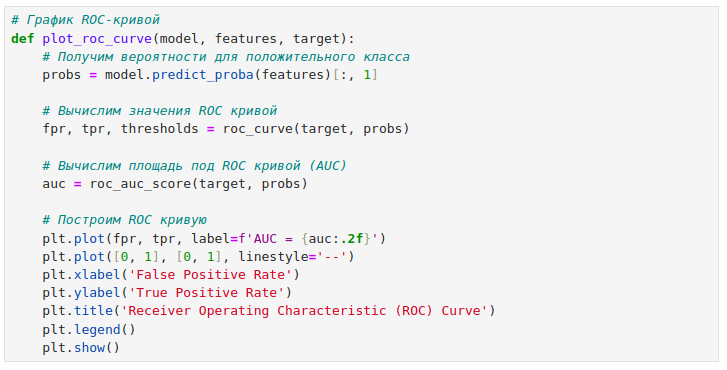 # График ROC-кривой
def plot_roc_curve(model, features, target):
    # Получим вероятности для положительного класса
    probs = model.predict_proba(features)[:, 1]

    # Вычислим значения ROC кривой
    fpr, tpr, thresholds = roc_curve(target, probs)

    # Вычислим площадь под ROC кривой (AUC)
    auc = roc_auc_score(target, probs)

    # Построим ROC кривую
    plt.plot(fpr, tpr, label=f'AUC = {auc:.2f}')
    plt.plot([0, 1], [0, 1], linestyle='--')
    plt.xlabel('False Positive Rate')
    plt.ylabel('True Positive Rate')
    plt.title('Receiver Operating Characteristic (ROC) Curve')
    plt.legend()
    plt.show()